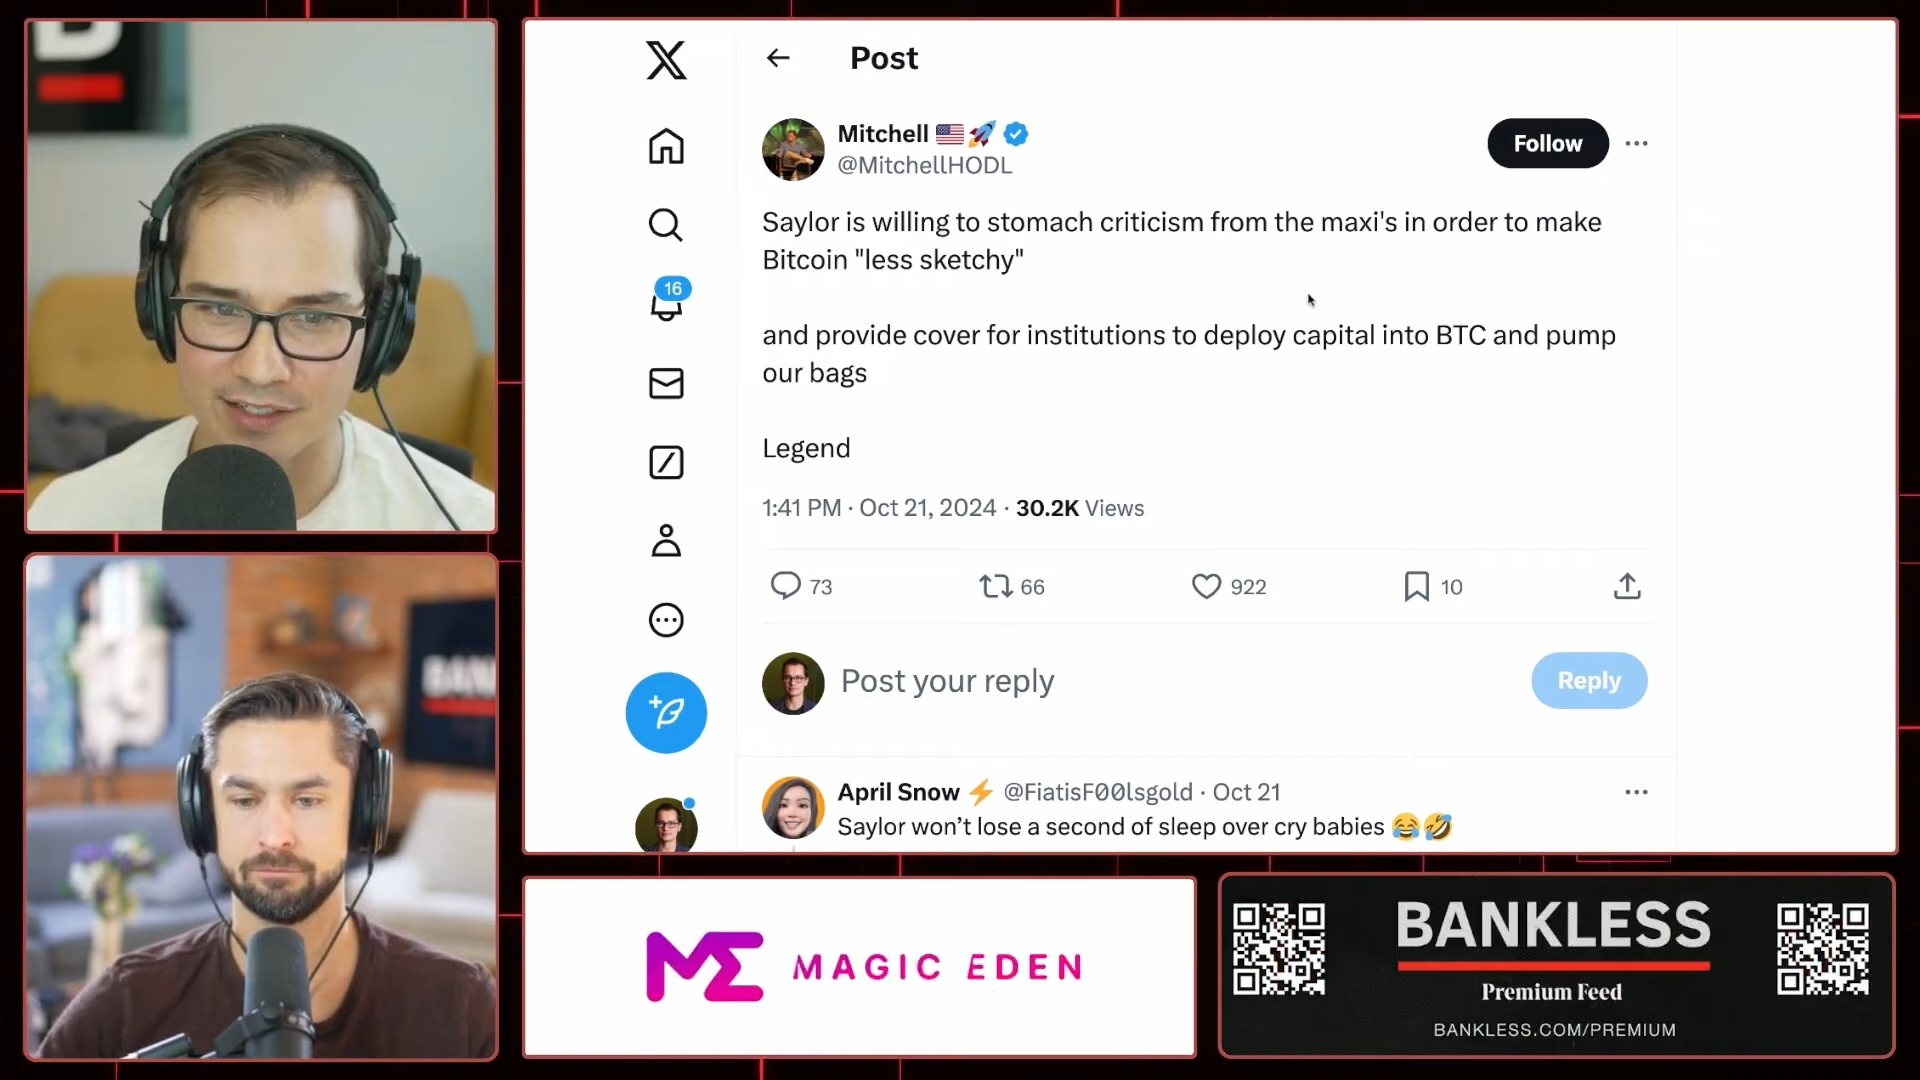 Post
Mitchell 🇺🇸🚀
@MitchellHODL
Follow
Saylor is willing to stomach criticism from the maxi's in order to make
Bitcoin "less sketchy"
and provide cover for institutions to deploy capital into BTC and pump
our bags
Legend
1:41 PM · Oct 21, 2024 · 30.2K Views
73
66
922
10
16
Post your reply
Reply
April Snow ⚡ @FiatisF00lsgold · Oct 21
Saylor won’t lose a second of sleep over cry babies 😂🤣
MAGIC EDEN
BANKLESS
Premium Feed
BANKLESS.COM/PREMIUM